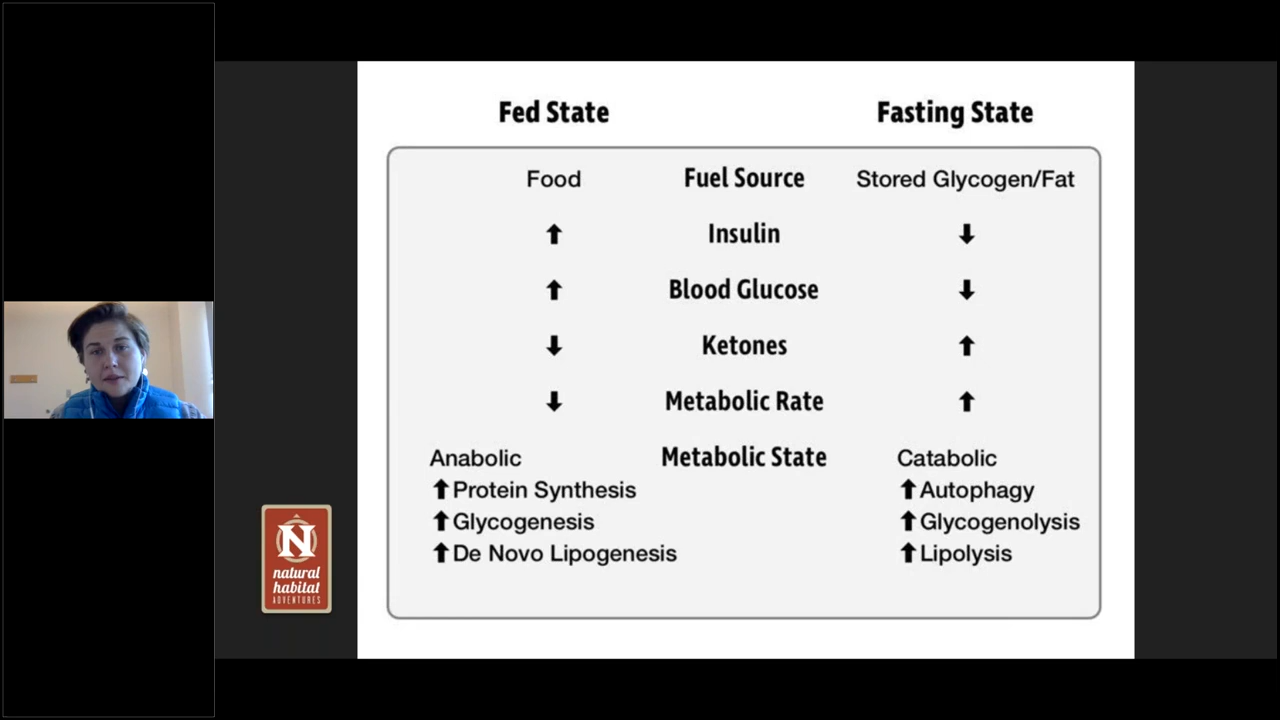 Fed State Fasting State
Food Fuel Source Stored Glycogen/Fat
⬆ Insulin ⬇
⬆ Blood Glucose ⬇
⬇ Ketones ⬆
⬇ Metabolic Rate ⬆
Anabolic Metabolic State Catabolic
⬆Protein Synthesis ⬆Autophagy
⬆Glycogenesis ⬆Glycogenolysis
⬆De Novo Lipogenesis ⬆Lipolysis
N
natural
habitat
ADVENTURES